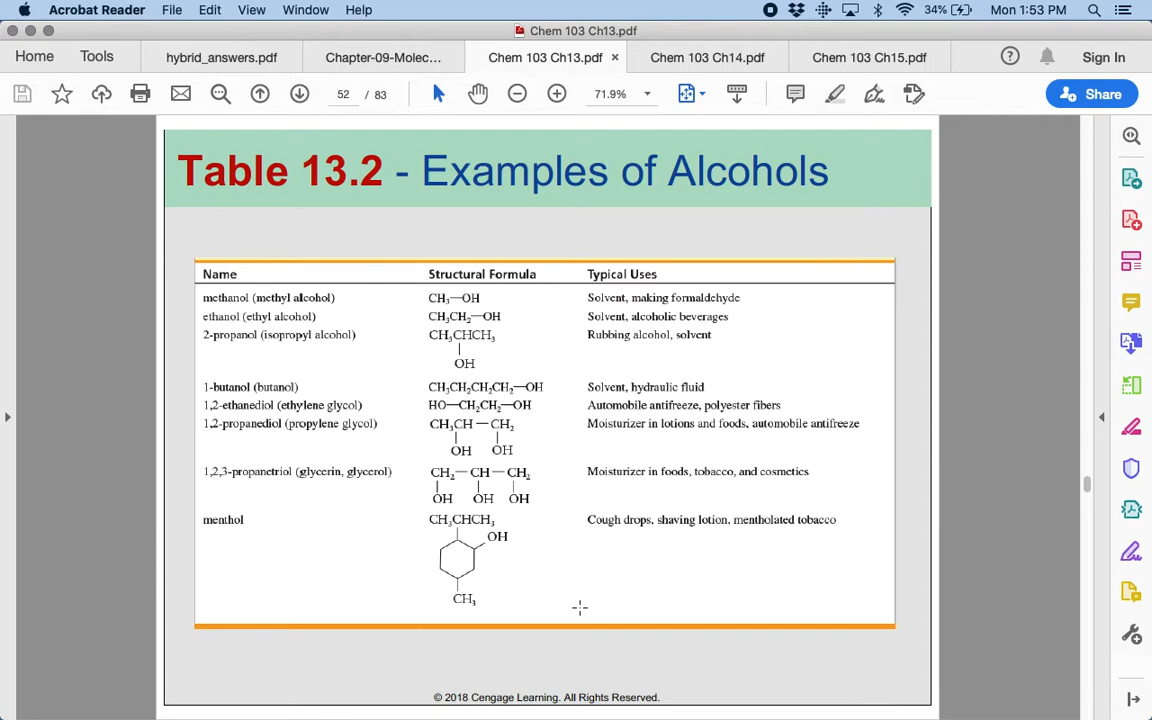 Acrobat Reader File Edit View Window Help 34% Mon 1:53 PM
Chem 103 Ch13.pdf
Home Tools hybrid_answers.pdf Chapter-09-Molec... Chem 103 Ch13.pdf × Chem 103 Ch14.pdf Chem 103 Ch15.pdf Sign In
52 / 83 71.9% Share
Table 13.2 - Examples of Alcohols
Name Structural Formula Typical Uses
methanol (methyl alcohol) CH₃—OH Solvent, making formaldehyde
ethanol (ethyl alcohol) CH₃CH₂—OH Solvent, alcoholic beverages
2-propanol (isopropyl alcohol) CH₃CHCH₃ Rubbing alcohol, solvent
OH
1-butanol (butanol) CH₃CH₂CH₂CH₂—OH Solvent, hydraulic fluid
1,2-ethanediol (ethylene glycol) HO—CH₂CH₂—OH Automobile antifreeze, polyester fibers
1,2-propanediol (propylene glycol) CH₃CH—CH₂ Moisturizer in lotions and foods, automobile antifreeze
OH OH
1,2,3-propanetriol (glycerin, glycerol) CH₂—CH—CH₂ Moisturizer in foods, tobacco, and cosmetics
OH OH OH
menthol CH₃CHCH₃ Cough drops, shaving lotion, mentholated tobacco
OH
CH₃
© 2018 Cengage Learning. All Rights Reserved.